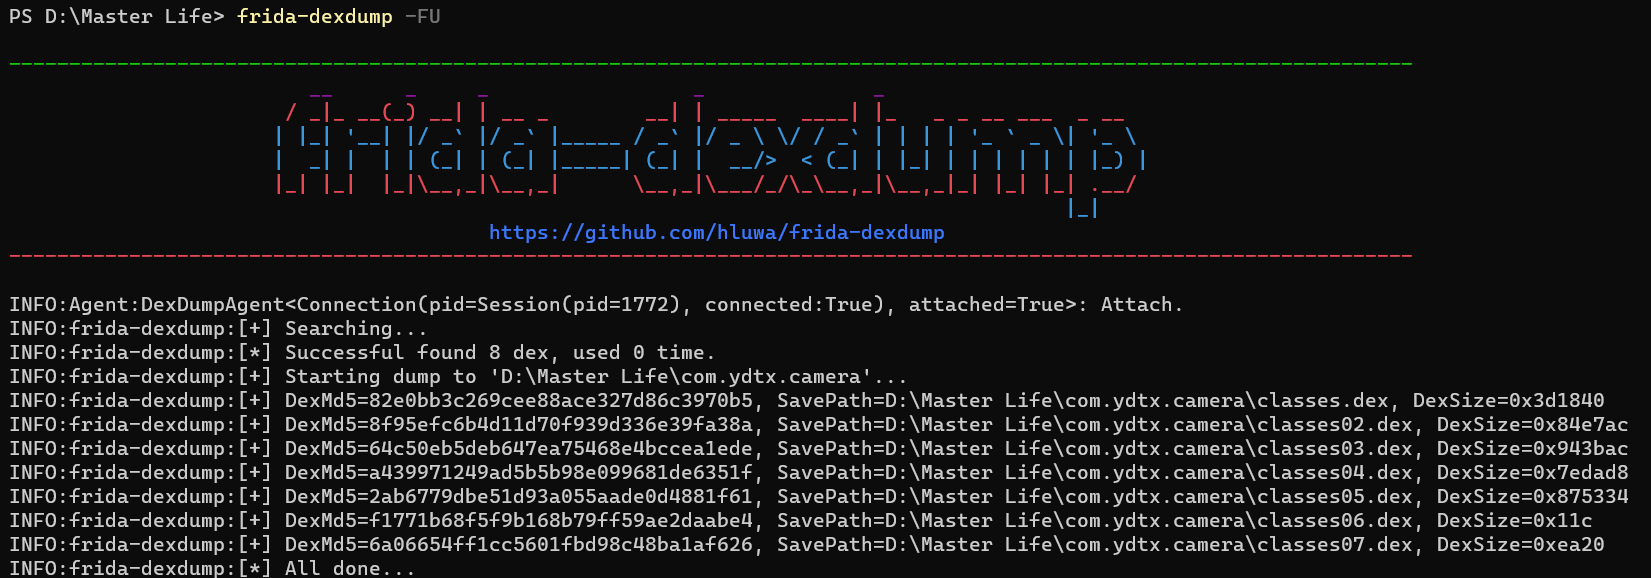 PS D:\Master Life> frida-dexdump -FU
----------------------------------------------------------------------------------------------------------------------
frida-dexdump
https://github.com/hluwa/frida-dexdump
----------------------------------------------------------------------------------------------------------------------
INFO:Agent:DexDumpAgent<Connection(pid=Session(pid=1772), connected:True), attached=True>: Attach.
INFO:frida-dexdump:[+] Searching...
INFO:frida-dexdump:[*] Successful found 8 dex, used 0 time.
INFO:frida-dexdump:[+] Starting dump to 'D:\Master Life\com.ydtx.camera'...
INFO:frida-dexdump:[+] DexMd5=82e0bb3c269cee88ace327d86c3970b5, SavePath=D:\Master Life\com.ydtx.camera\classes.dex, DexSize=0x3d1840
INFO:frida-dexdump:[+] DexMd5=8f95efc6b4d11d70f939d336e39fa38a, SavePath=D:\Master Life\com.ydtx.camera\classes02.dex, DexSize=0x84e7ac
INFO:frida-dexdump:[+] DexMd5=64c50eb5deb647ea75468e4bccea1ede, SavePath=D:\Master Life\com.ydtx.camera\classes03.dex, DexSize=0x943bac
INFO:frida-dexdump:[+] DexMd5=a439971249ad5b5b98e099681de6351f, SavePath=D:\Master Life\com.ydtx.camera\classes04.dex, DexSize=0x7edad8
INFO:frida-dexdump:[+] DexMd5=2ab6779dbe51d93a055aade0d4881f61, SavePath=D:\Master Life\com.ydtx.camera\classes05.dex, DexSize=0x875334
INFO:frida-dexdump:[+] DexMd5=f1771b68f5f9b168b79ff59ae2daabe4, SavePath=D:\Master Life\com.ydtx.camera\classes06.dex, DexSize=0x11c
INFO:frida-dexdump:[+] DexMd5=6a06654ff1cc5601fbd98c48ba1af626, SavePath=D:\Master Life\com.ydtx.camera\classes07.dex, DexSize=0xea20
INFO:frida-dexdump:[*] All done...